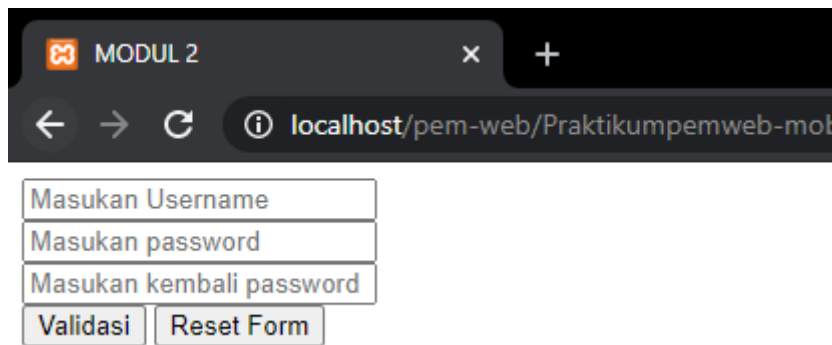 MODUL 2
localhost/pem-web/Praktikumpemweb-mob
Masukan Username
Masukan password
Masukan kembali password
Validasi Reset Form